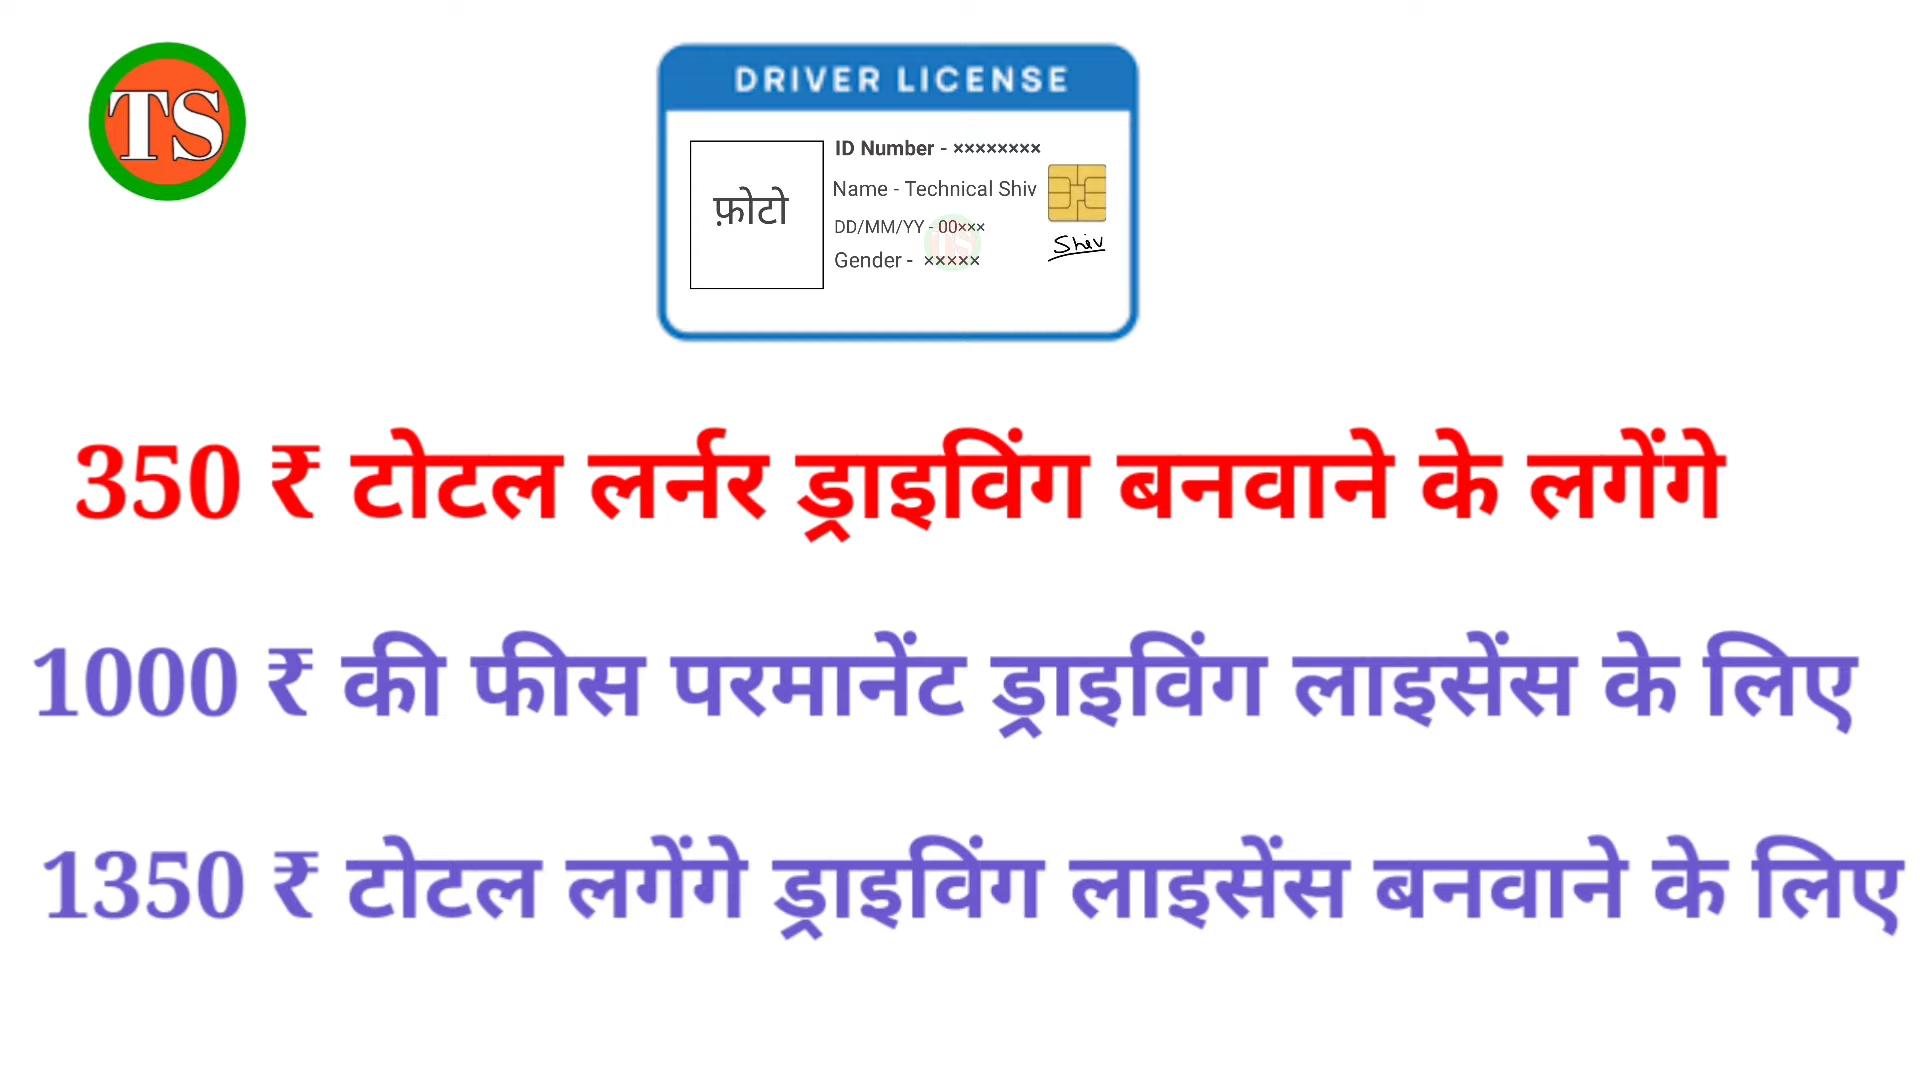 TS
DRIVER LICENSE
फ़ोटो
ID Number - ××××××××
Name - Technical Shiv
DD/MM/YY - 00×××
Gender - ×××××
Shiv
TS
350 ₹ टोटल लर्नर ड्राइविंग बनवाने के लगेंगे
1000 ₹ की फीस परमानेंट ड्राइविंग लाइसेंस के लिए
1350 ₹ टोटल लगेंगे ड्राइविंग लाइसेंस बनवाने के लिए